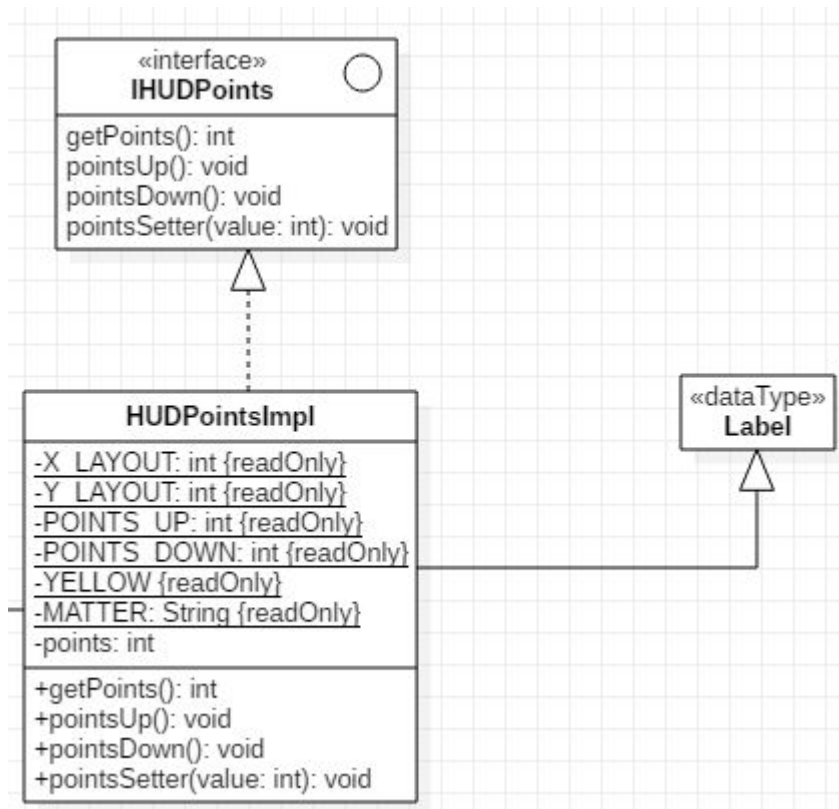 «interface»
IHUDPoints
getPoints(): int
pointsUp(): void
pointsDown(): void
pointsSetter(value: int): void
HUDPointsImpl
-X_LAYOUT: int {readOnly}
-Y_LAYOUT: int {readOnly}
-POINTS_UP: int {readOnly}
-POINTS_DOWN: int {readOnly}
-YELLOW {readOnly}
-MATTER: String {readOnly}
-points: int
+getPoints(): int
+pointsUp(): void
+pointsDown(): void
+pointsSetter(value: int): void
«dataType»
Label